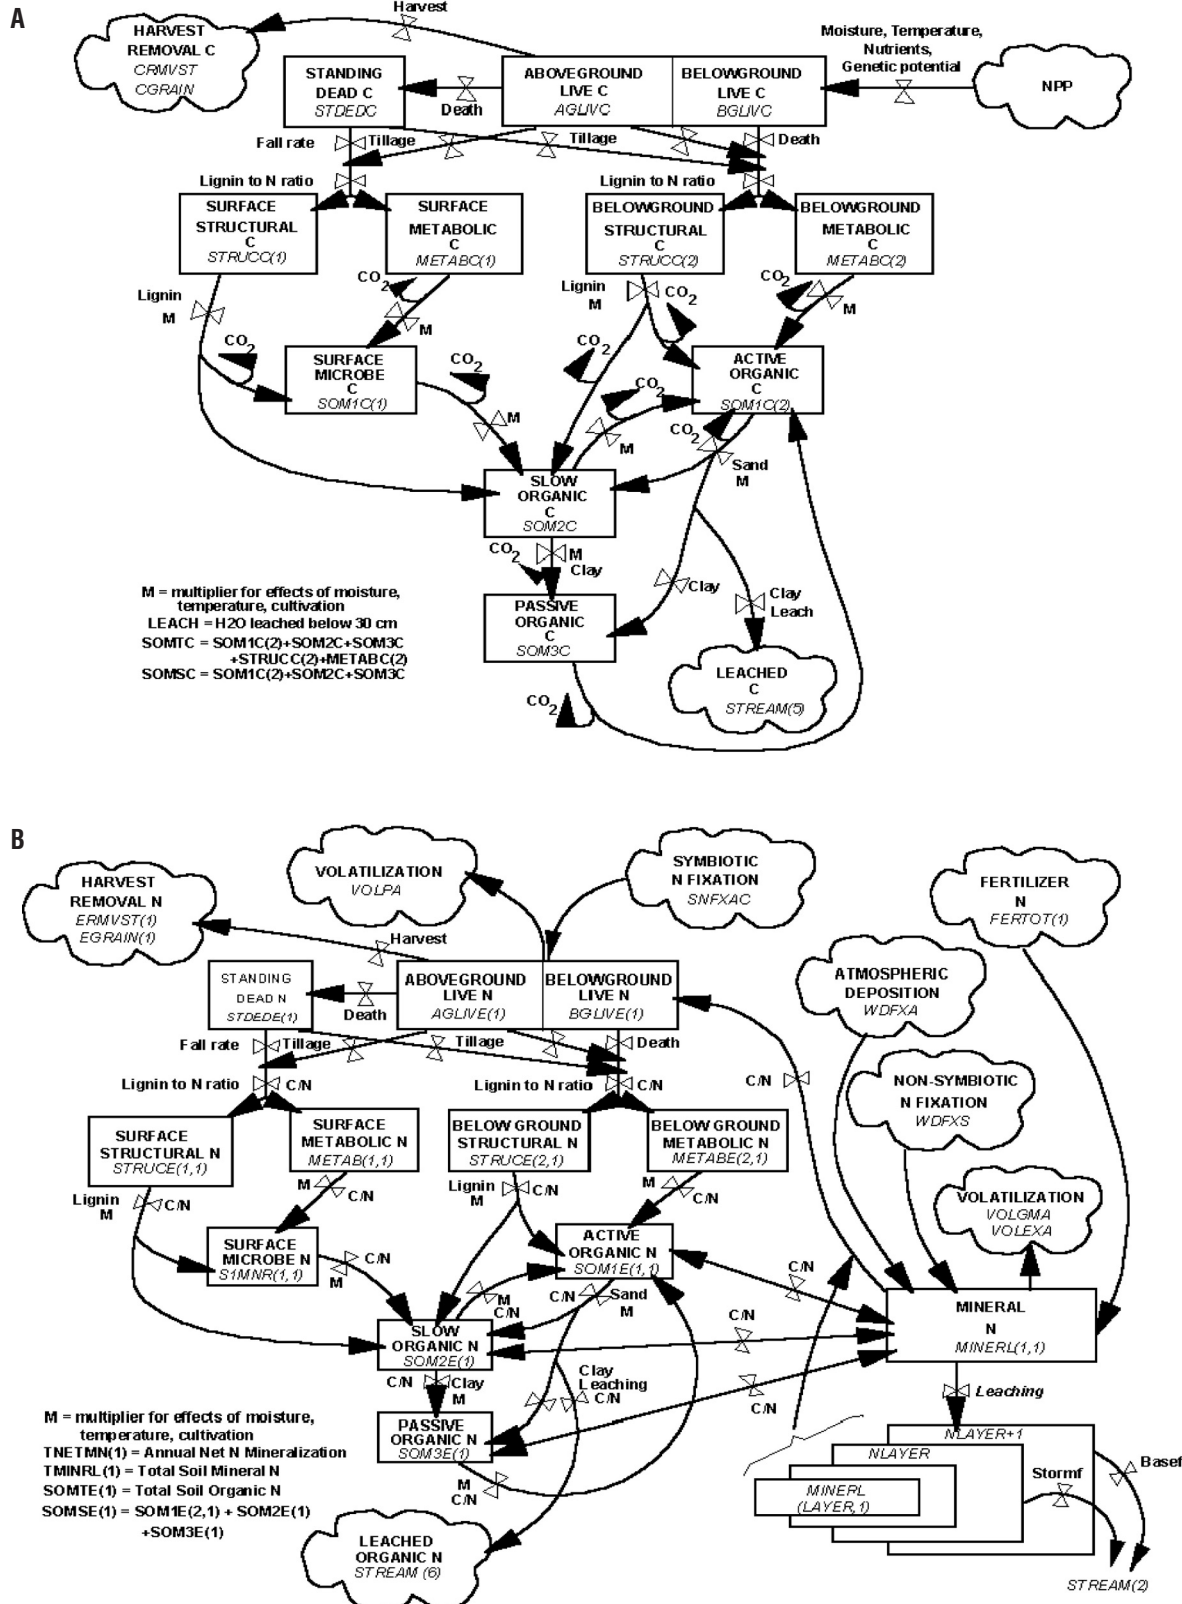 A
Harvest
HARVEST
REMOVAL C
CRMVST
CGRAIN
STANDING
DEAD C
STDEDC
Death
ABOVEGROUND
LIVE C
AGLIVC
BELOWGROUND
LIVE C
BGLIVC
Moisture, Temperature,
Nutrients,
Genetic potential
NPP
Fall rate
Tillage
Tillage
Death
Lignin to N ratio
Lignin to N ratio
SURFACE
STRUCTURAL
C
STRUCC(1)
SURFACE
METABOLIC
C
METABC(1)
BELOWGROUND
STRUCTURAL
C
STRUCC(2)
BELOWGROUND
METABOLIC
C
METABC(2)
Lignin
M
CO2
M
Lignin
M
CO2
CO2
M
CO2
SURFACE
MICROBE
C
SOM1C(1)
CO2
M
CO2
CO2
M
ACTIVE
ORGANIC
C
SOM1C(2)
CO2
Sand
M
SLOW
ORGANIC
C
SOM2C
CO2
M
Clay
Clay
Clay
Leach
PASSIVE
ORGANIC
C
SOM3C
CO2
LEACHED
C
STREAM(5)
M = multiplier for effects of moisture,
temperature, cultivation
LEACH = H2O leached below 30 cm
SOMTC = SOM1C(2)+SOM2C+SOM3C
+STRUCC(2)+METABC(2)
SOMSC = SOM1C(2)+SOM2C+SOM3C
B
HARVEST
REMOVAL N
ERMVST(1)
EGRAIN(1)
VOLATILIZATION
VOLPA
SYMBIOTIC
N FIXATION
SNFXAC
FERTILIZER
N
FERTOT(1)
Harvest
STANDING
DEAD N
STDEDE(1)
Death
ABOVEGROUND
LIVE N
AGLIVE(1)
BELOWGROUND
LIVE N
BGLIVE(1)
ATMOSPHERIC
DEPOSITION
WDFXA
Fall rate
Tillage
Tillage
Death
Lignin to N ratio
C/N
Lignin to N ratio
C/N
C/N
NON-SYMBIOTIC
N FIXATION
WDFXS
SURFACE
STRUCTURAL N
STRUCE(1,1)
SURFACE
METABOLIC N
METAB(1,1)
BELOW GROUND
STRUCTURAL N
STRUCE(2,1)
BELOW GROUND
METABOLIC N
METABE(2,1)
VOLATILIZATION
VOLGMA
VOLEXA
Lignin
M
C/N
M
C/N
Lignin
M
C/N
M
C/N
SURFACE
MICROBE N
S1MNR(1,1)
C/N
M
ACTIVE
ORGANIC N
SOM1E(1,1)
M
C/N
C/N
Sand
M
C/N
C/N
MINERAL
N
MINERL(1,1)
SLOW
ORGANIC N
SOM2E(1)
C/N
Clay
M
Clay
Leaching
C/N
C/N
Leaching
PASSIVE
ORGANIC N
SOM3E(1)
M
C/N
LEACHED
ORGANIC N
STREAM (6)
NLAYER+1
NLAYER
MINERL
(LAYER,1)
Stormf
Basef
STREAM(2)
M = multiplier for effects of moisture,
temperature, cultivation
TNETMN(1) = Annual Net N Mineralization
TMINRL(1) = Total Soil Mineral N
SOMTE(1) = Total Soil Organic N
SOMSE(1) = SOM1E(2,1) + SOM2E(1)
+SOM3E(1)